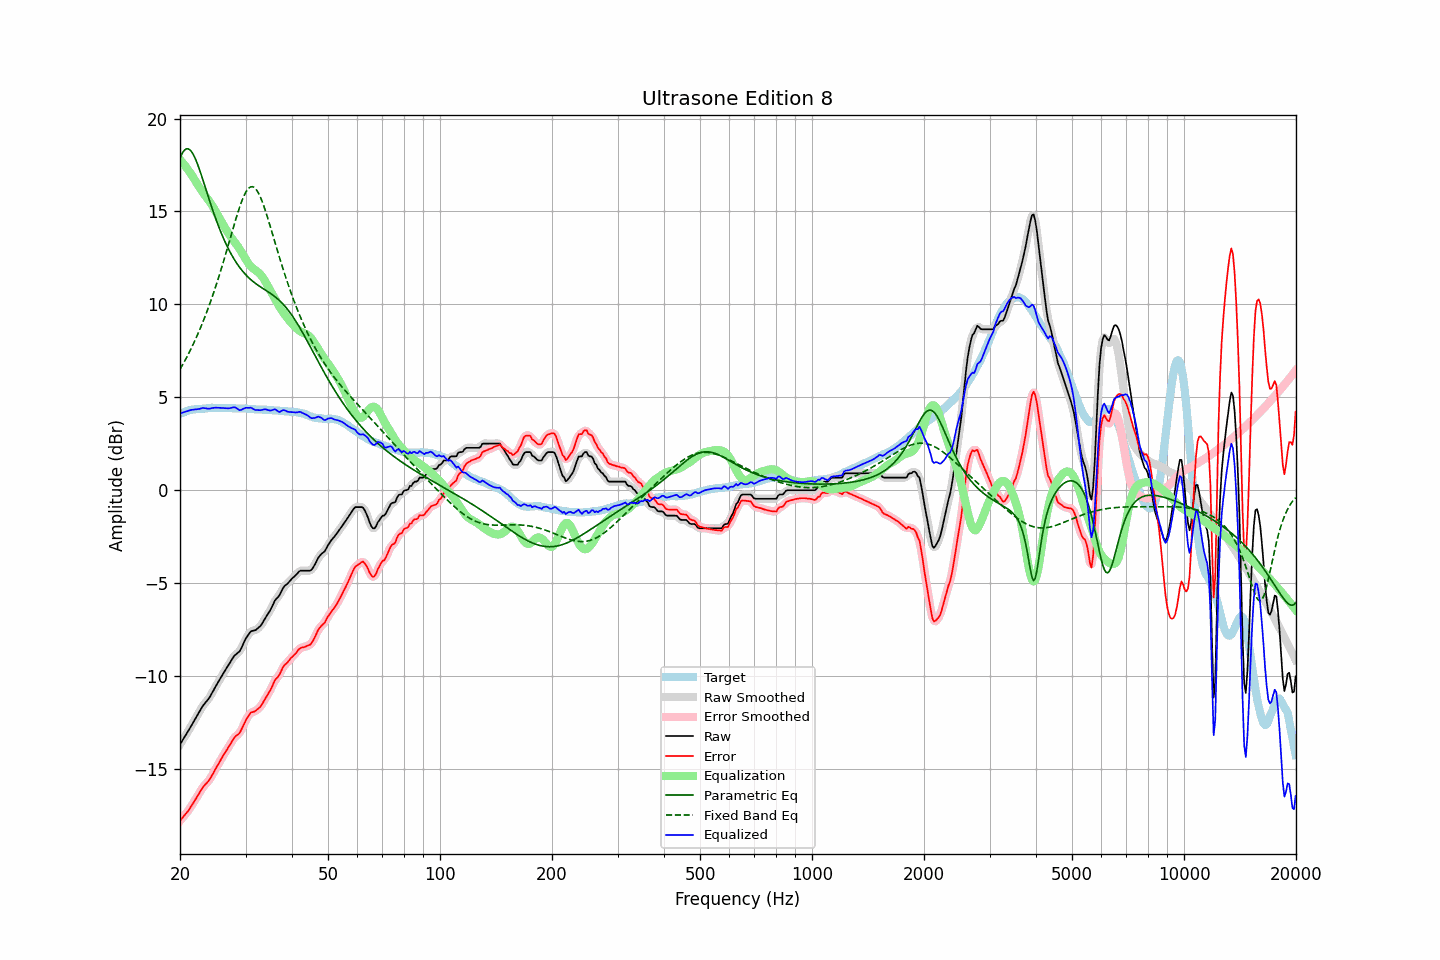 Ultrasone Edition 8
Amplitude (dBr)
20
15
10
5
0
−5
−10
−15
Target
Raw Smoothed
Error Smoothed
Raw
Error
Equalization
Parametric Eq
Fixed Band Eq
Equalized
20 50 100 200 500 1000 2000 5000 10000 20000
Frequency (Hz)